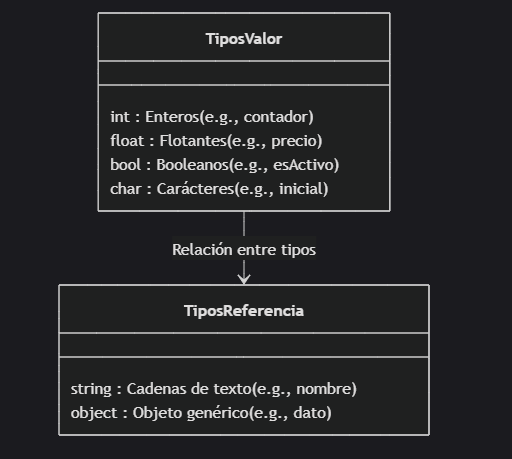 TiposValor
int : Enteros(e.g., contador)
float : Flotantes(e.g., precio)
bool : Booleanos(e.g., esActivo)
char : Carácteres(e.g., inicial)
Relación entre tipos
TiposReferencia
string : Cadenas de texto(e.g., nombre)
object : Objeto genérico(e.g., dato)